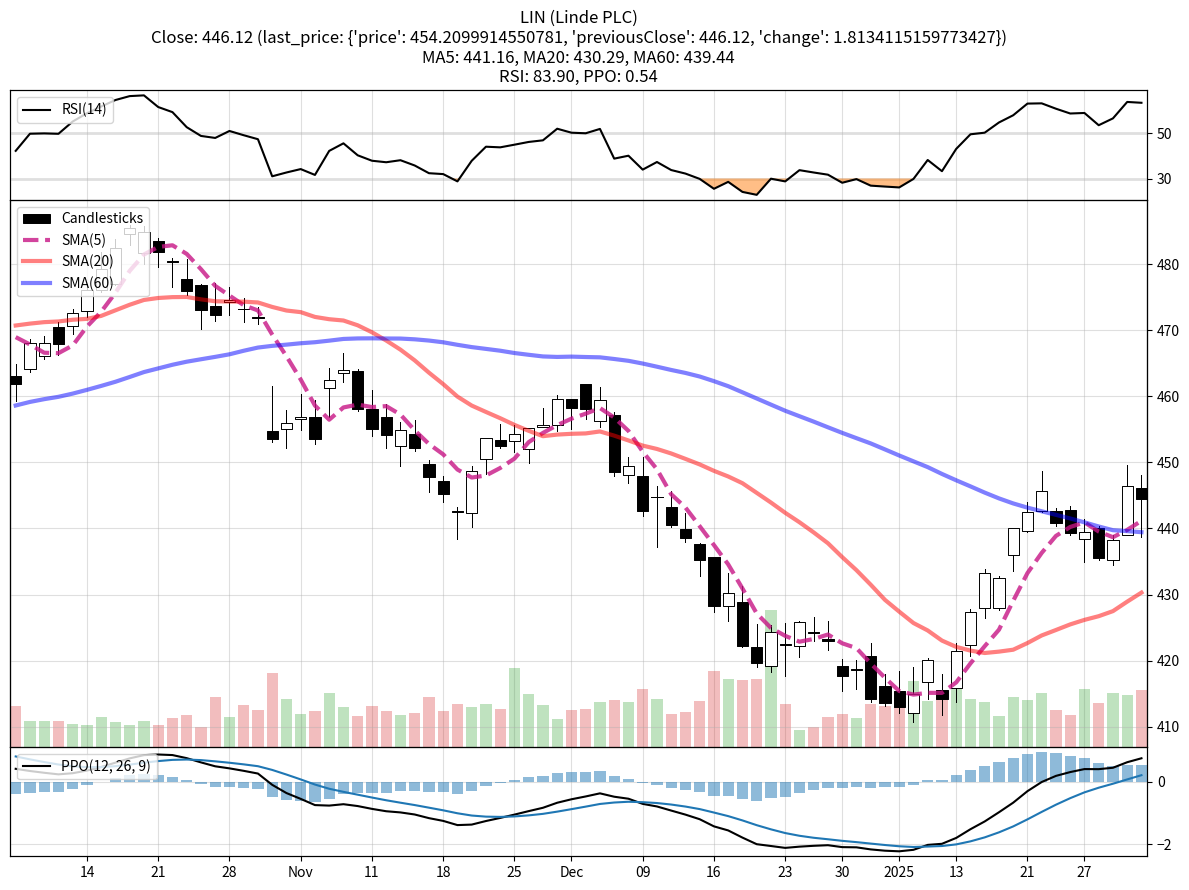 LIN (Linde PLC)
Close: 446.12 (last_price: {'price': 454.2099914550781, 'previousClose': 446.12, 'change': 1.8134115159773427})
MA5: 441.16, MA20: 430.29, MA60: 439.44
RSI: 83.90, PPO: 0.54
RSI(14)
50
30
Candlesticks
SMA(5)
SMA(20)
SMA(60)
480
470
460
450
440
430
420
410
PPO(12, 26, 9)
0
−2
14 21 28 Nov 11 18 25 Dec 09 16 23 30 2025 13 21 27